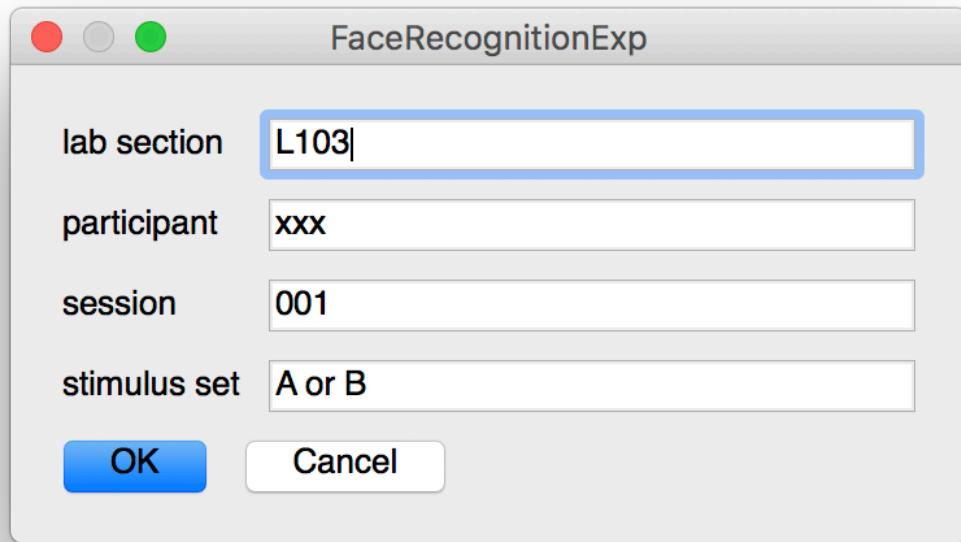 FaceRecognitionExp
lab section L103
participant xxx
session 001
stimulus set A or B
OK Cancel